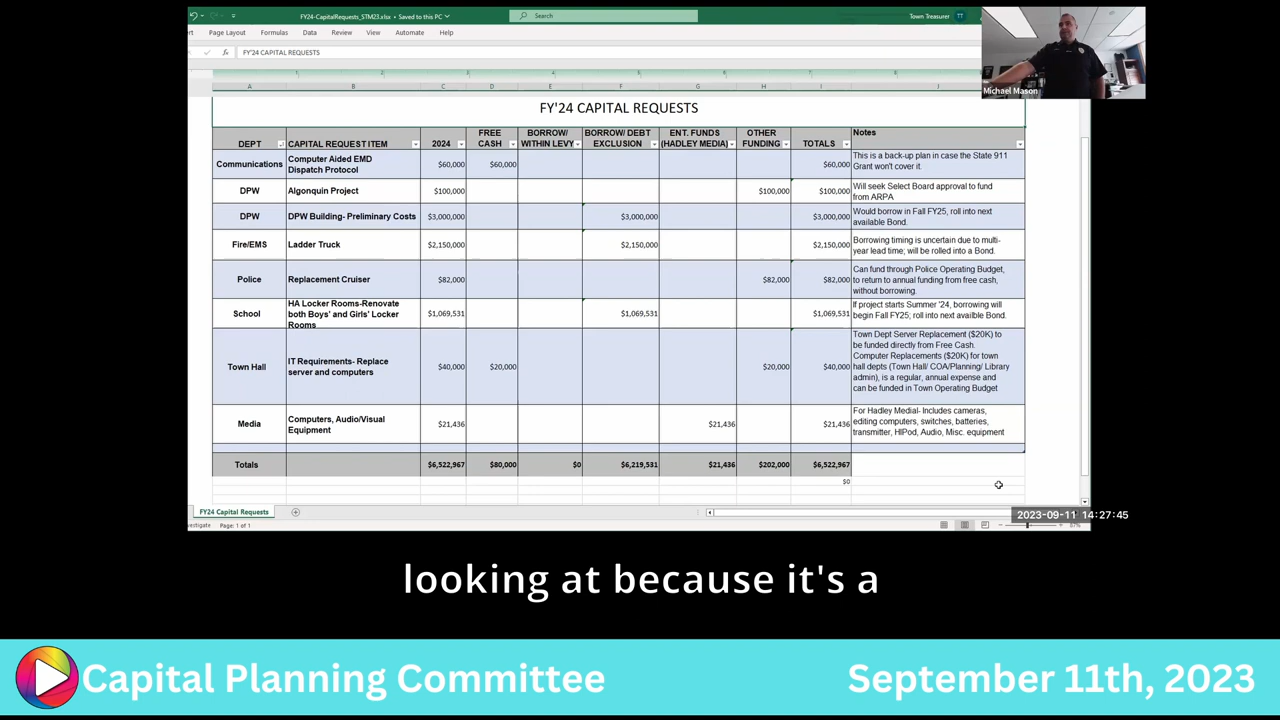 FY24-CapitalRequests_STM23.xlsx • Saved to this PC
Search
Town Treasurer
TT
Page Layout
Formulas
Data
Review
View
Automate
Help
fx
FY'24 CAPITAL REQUESTS
A B C D E F G H I J
FY'24 CAPITAL REQUESTS
DEPT CAPITAL REQUEST ITEM 2024 FREE CASH BORROW/ WITHIN LEVY BORROW/ DEBT EXCLUSION ENT. FUNDS (HADLEY MEDIA) OTHER FUNDING TOTALS Notes
Communications Computer Aided EMD Dispatch Protocol $60,000 $60,000 $60,000 This is a back-up plan in case the State 911 Grant won't cover it.
DPW Algonquin Project $100,000 $100,000 $100,000 Will seek Select Board approval to fund from ARPA
DPW DPW Building- Preliminary Costs $3,000,000 $3,000,000 $3,000,000 Would borrow in Fall FY25, roll into next available Bond.
Fire/EMS Ladder Truck $2,150,000 $2,150,000 $2,150,000 Borrowing timing is uncertain due to multi-year lead time; will be rolled into a Bond.
Police Replacement Cruiser $82,000 $82,000 $82,000 Can fund through Police Operating Budget, to return to annual funding from free cash, without borrowing.
School HA Locker Rooms-Renovate both Boys' and Girls' Locker Rooms $1,069,531 $1,069,531 $1,069,531 If project starts Summer '24, borrowing will begin Fall FY25; roll into next availble Bond.
Town Hall IT Requirements- Replace server and computers $40,000 $20,000 $20,000 $40,000 Town Dept Server Replacement ($20K) to be funded directly from Free Cash. Computer Replacements ($20K) for town hall depts (Town Hall/ COA/Planning/ Library admin), is a regular, annual expense and can be funded in Town Operating Budget
Media Computers, Audio/Visual Equipment $21,436 $21,436 $21,436 For Hadley Medial- Includes cameras, editing computers, switches, batteries, transmitter, HIPod, Audio, Misc. equipment
Totals $6,522,967 $80,000 $0 $6,219,531 $21,436 $202,000 $6,522,967
$0
FY24 Capital Requests
Page: 1 of 1
Michael Mason
2023-09-11 14:27:45
57%
looking at because it's a
Capital Planning Committee
September 11th, 2023